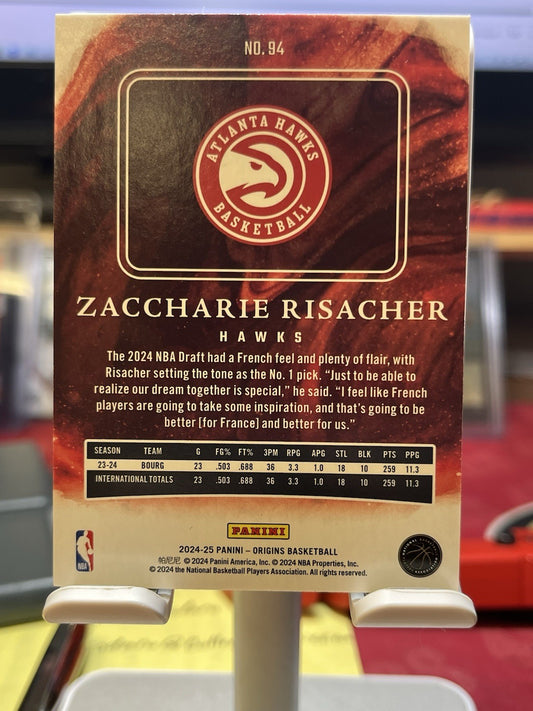 NO. 94
ATLANTA HAWKS
BASKETBALL
ZACCHARIE RISACHER
HAWKS
The 2024 NBA Draft had a French feel and plenty of flair, with
Risacher setting the tone as the No. 1 pick. “Just to be able to
realize our dream together is special,” he said. “I feel like French
players are going to take some inspiration, and that’s going to be
better [for France] and better for us.”
SEASON TEAM G FG% FT% 3PM RPG APG STL BLK PTS PPG
23-24 BOURG 23 .503 .688 36 3.3 1.0 18 10 259 11.3
INTERNATIONAL TOTALS 23 .503 .688 36 3.3 1.0 18 10 259 11.3
PANINI
2024-25 PANINI – ORIGINS BASKETBALL
帕尼尼 © 2024 Panini America, Inc. © 2024 NBA Properties, Inc.
© 2024 the National Basketball Players Association. All rights reserved.
NBA